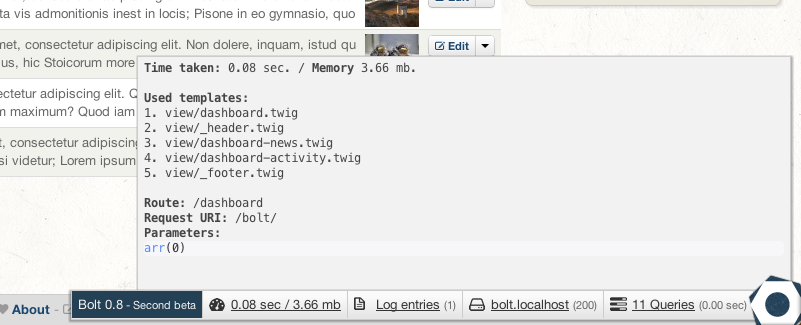 Edit
ta vis admonitionis inest in locis; Pisone in eo gymnasio, quo
met, consectetur adipiscing elit. Non dolere, inquam, istud qu
Edit
us, hic Stoicorum more
Time taken: 0.08 sec. / Memory 3.66 mb.
ectetur adipiscing elit. Q
Used templates:
m maximum? Quod iam
1. view/dashboard.twig
2. view/_header.twig
t, consectetur adipiscing
3. view/dashboard-news.twig
si videtur; Lorem ipsum
4. view/dashboard-activity.twig
5. view/_footer.twig
Route: /dashboard
Request URI: /bolt/
Parameters:
arr(0)
About -
Bolt 0.8 - Second beta
0.08 sec / 3.66 mb
Log entries (1)
bolt.localhost (200)
11 Queries (0.00 sec)